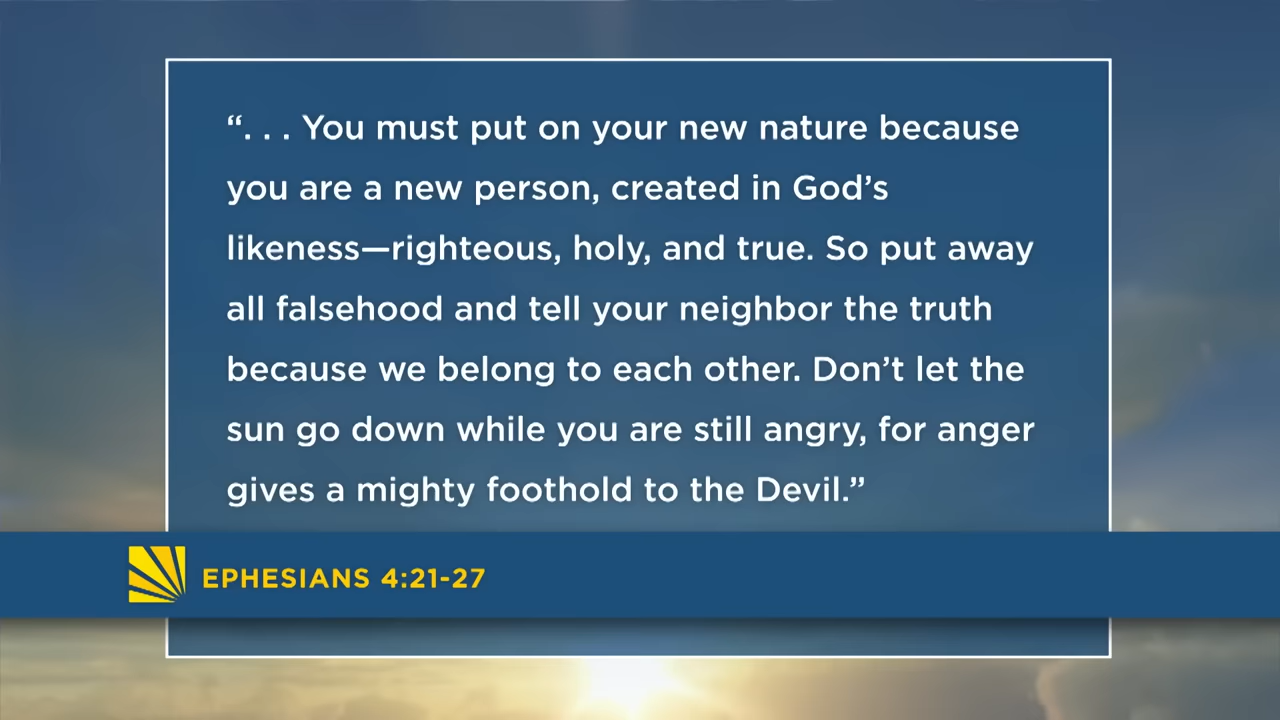 “. . . You must put on your new nature because
you are a new person, created in God’s
likeness—righteous, holy, and true. So put away
all falsehood and tell your neighbor the truth
because we belong to each other. Don’t let the
sun go down while you are still angry, for anger
gives a mighty foothold to the Devil.”
EPHESIANS 4:21-27